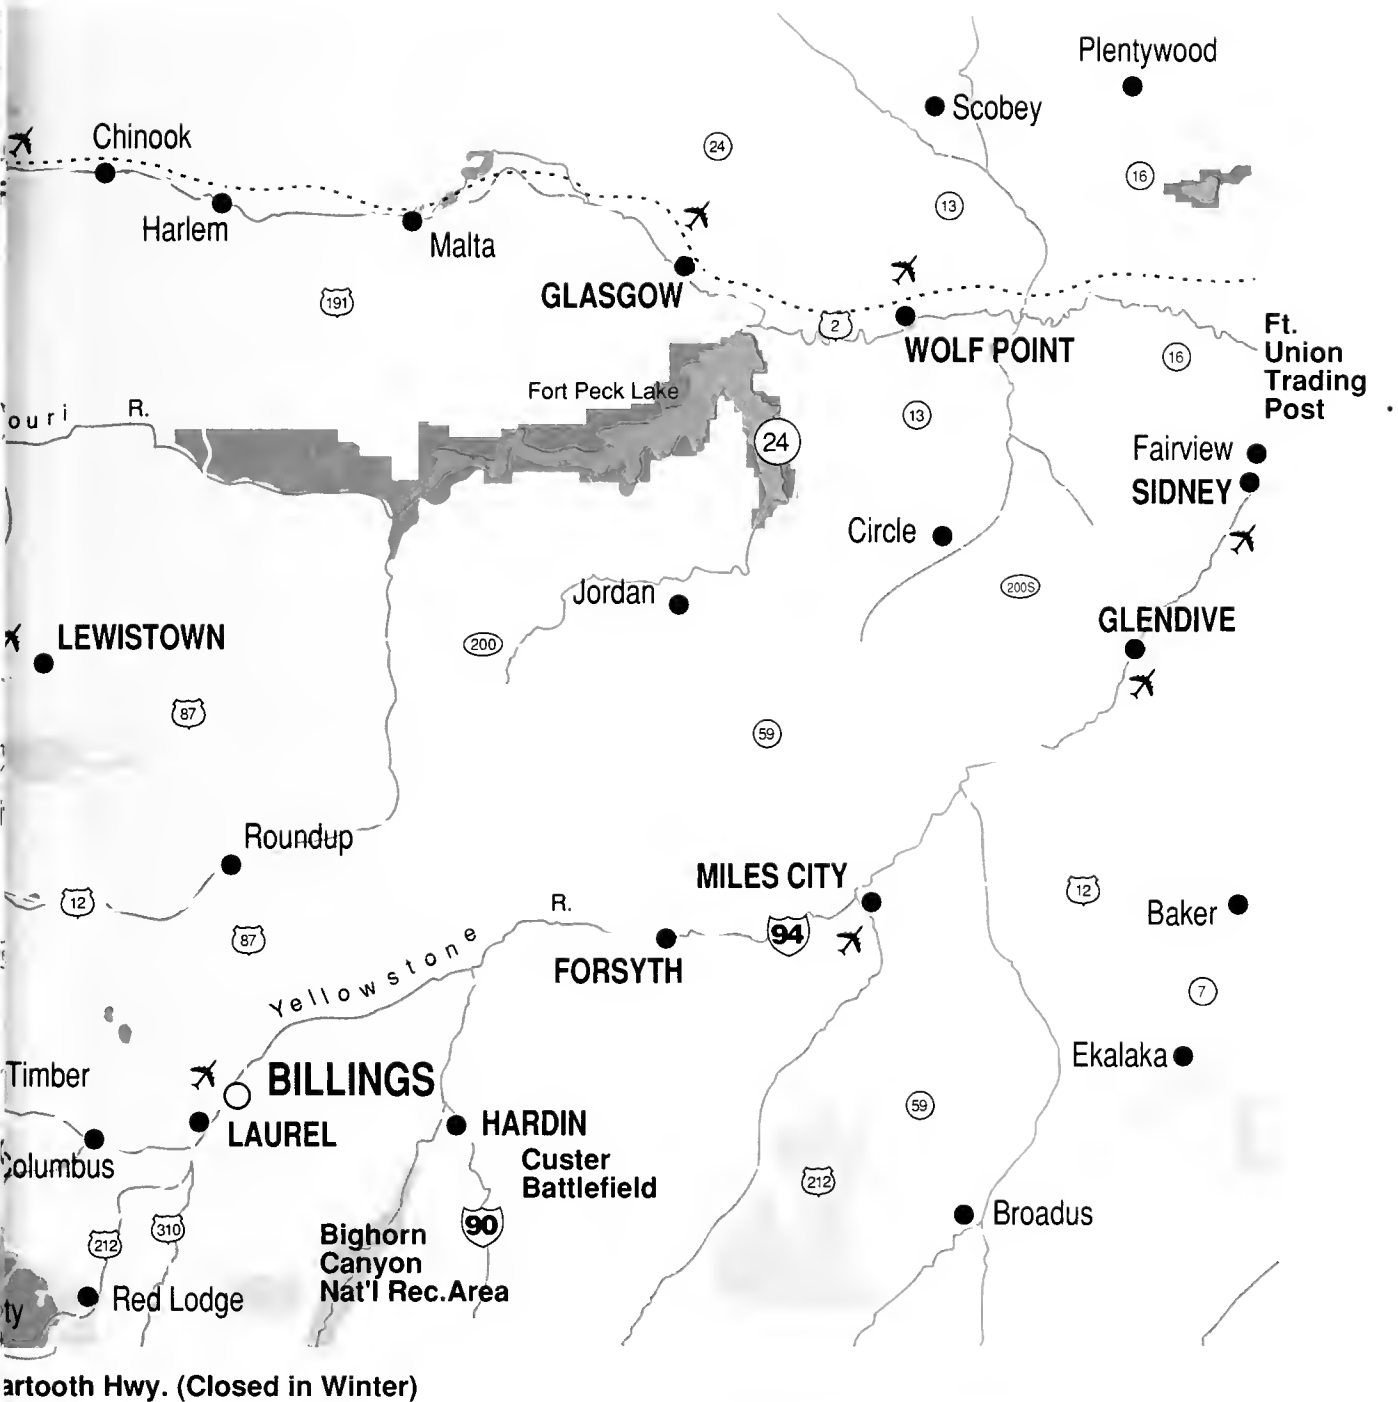 Plentywood
Scobey
Chinook
24
16
13
Harlem
Malta
191
GLASGOW
2
WOLF POINT
Ft.
Union
Trading
Post
16
Fort Peck Lake
ouri R.
13
24
Fairview
SIDNEY
Circle
200S
Jordan
GLENDIVE
LEWISTOWN
200
87
59
Roundup
MILES CITY
12
12
Baker
R.
94
87
Yellowstone
FORSYTH
7
Timber
BILLINGS
Ekalaka
59
LAUREL
HARDIN
Columbus
Custer
Battlefield
212
310
90
Broadus
212
Bighorn
Canyon
Nat'l Rec.Area
Red Lodge
ty
artooth Hwy. (Closed in Winter)